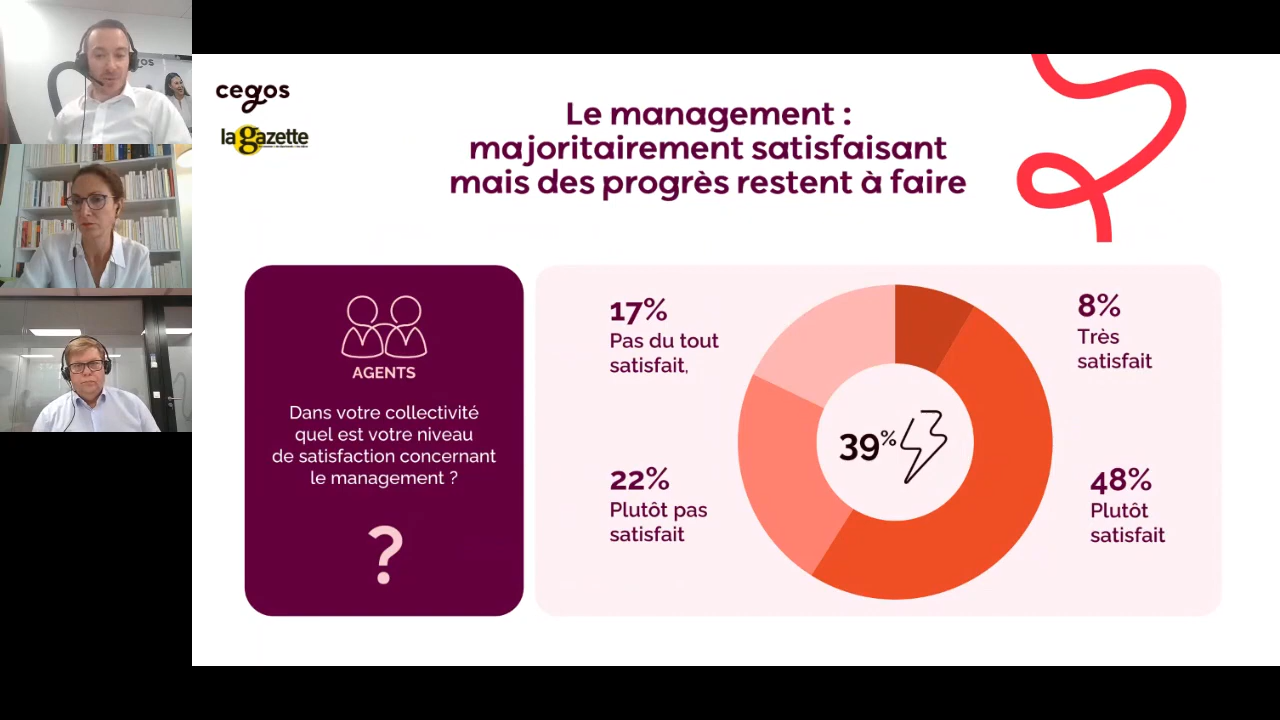 cegos
la gazette
Le management :
majoritairement satisfaisant
mais des progrès restent à faire
AGENTS
Dans votre collectivité
quel est votre niveau
de satisfaction concernant
le management ?
?
17%
Pas du tout
satisfait,
22%
Plutôt pas
satisfait
39%
8%
Très
satisfait
48%
Plutôt
satisfait